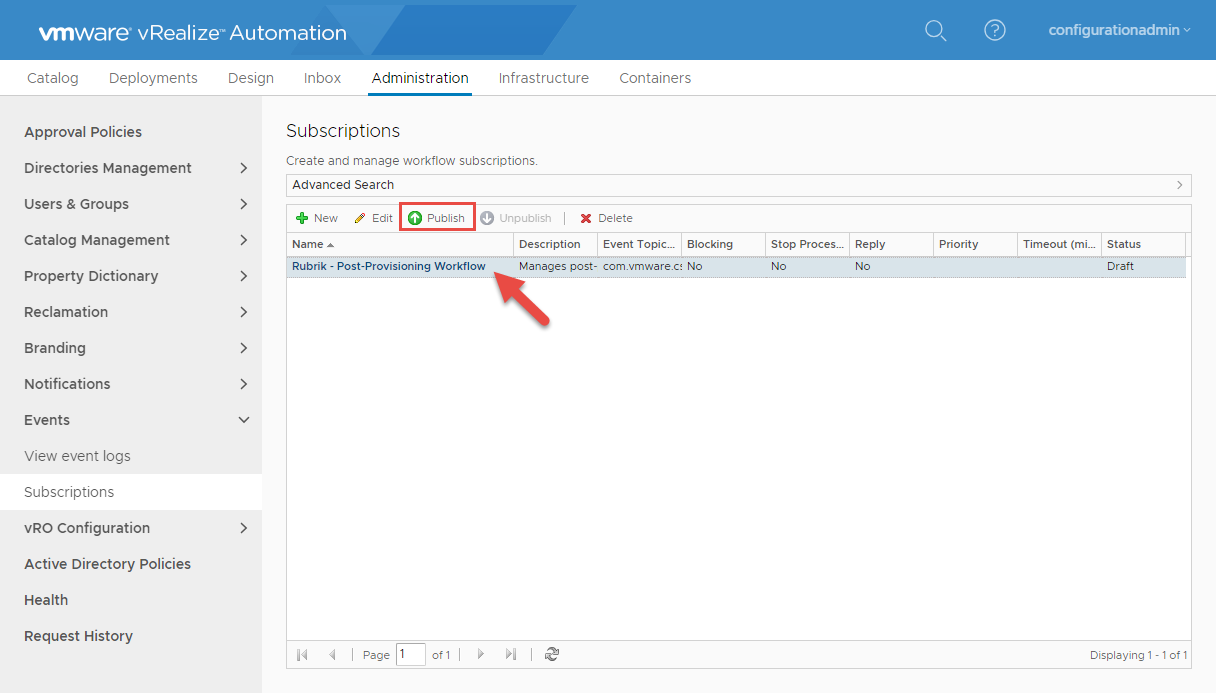 vmware vRealize™ Automation
configurationadmin
Catalog Deployments Design Inbox Administration Infrastructure Containers
Approval Policies
Directories Management
Users & Groups
Catalog Management
Property Dictionary
Reclamation
Branding
Notifications
Events
View event logs
Subscriptions
vRO Configuration
Active Directory Policies
Health
Request History
Subscriptions
Create and manage workflow subscriptions.
Advanced Search
New Edit Publish Unpublish Delete
Name Description Event Topic... Blocking Stop Proces... Reply Priority Timeout (mi... Status
Rubrik - Post-Provisioning Workflow Manages post- com.vmware.cs No No No Draft
Page 1 of 1 Displaying 1 - 1 of 1